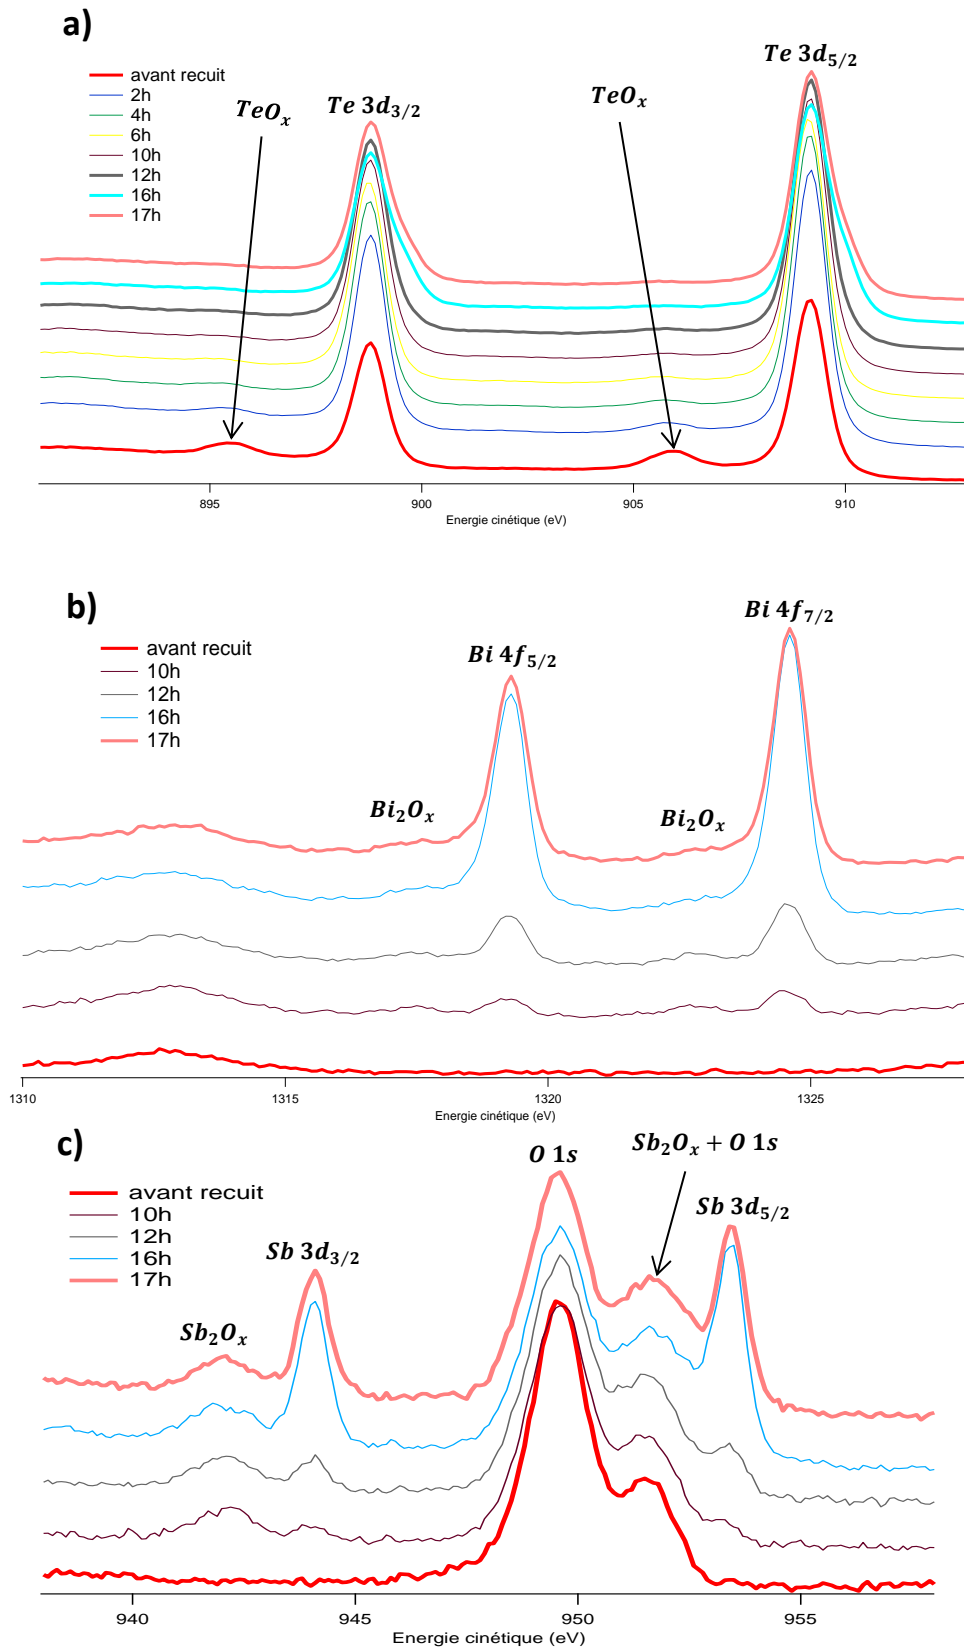 a)
avant recuit
2h
4h
6h
10h
12h
16h
17h
TeOₓ
Te 3d₃/₂
TeOₓ
Te 3d₅/₂
895
900
905
910
Energie cinétique (eV)
b)
avant recuit
10h
12h
16h
17h
Bi 4f₅/₂
Bi 4f₇/₂
Bi₂Oₓ
Bi₂Oₓ
1310
1315
1320
1325
Energie cinétique (eV)
c)
avant recuit
10h
12h
16h
17h
Sb₂Oₓ
Sb 3d₃/₂
O 1s
Sb₂Oₓ + O 1s
Sb 3d₅/₂
940
945
950
955
Energie cinétique (eV)